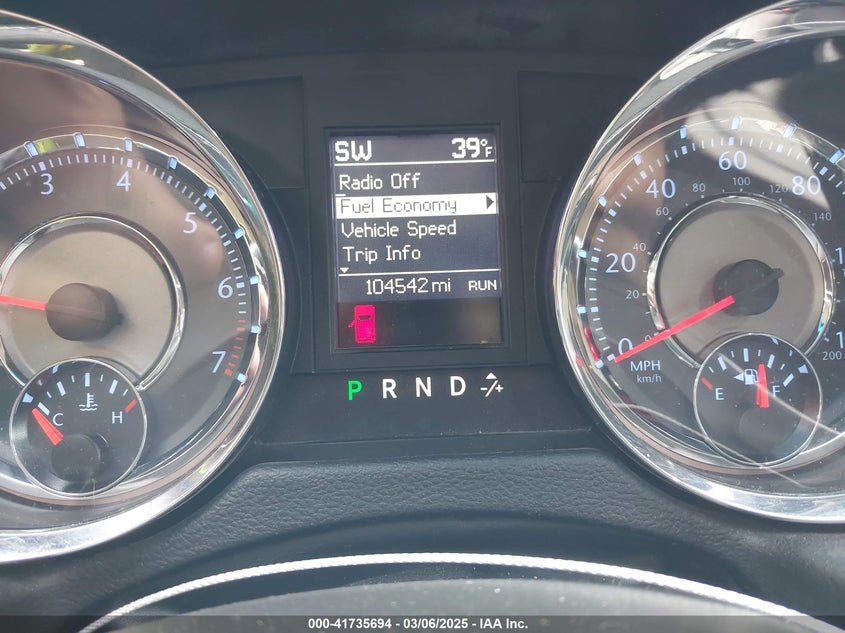 SW 39°F
Radio Off
Fuel Economy
Vehicle Speed
Trip Info
104542 mi RUN
P R N D -/+
3 4 5 6 7
C H
0 20 40 60 80
20 40 60 80 100 120 140 200
MPH
km/h
E F
000-41735694 - 03/06/2025 - IAA Inc.